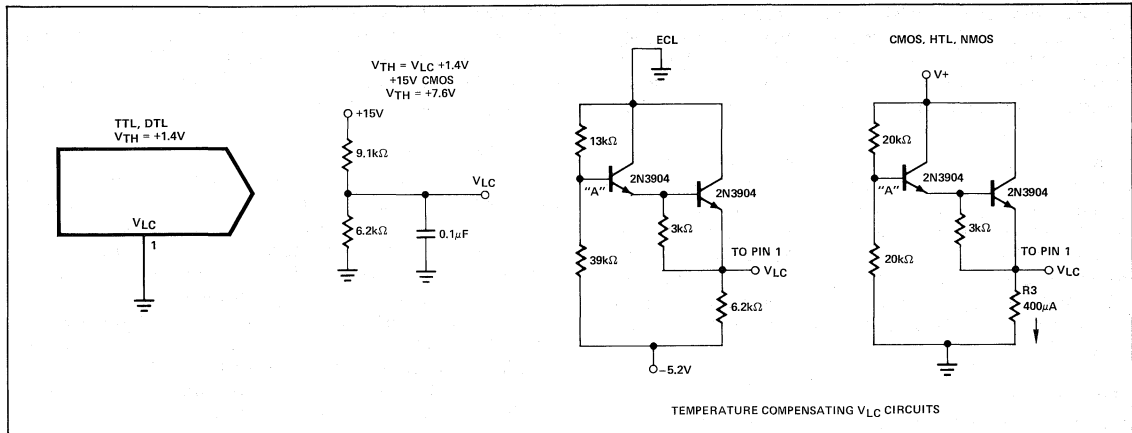 TTL, DTL
VTH = +1.4V
VLC
1
VTH = VLC +1.4V
+15V CMOS
VTH = +7.6V
+15V
9.1kΩ
VLC
6.2kΩ
0.1µF
ECL
13kΩ
2N3904
"A"
2N3904
3kΩ
39kΩ
TO PIN 1
VLC
6.2kΩ
–5.2V
CMOS, HTL, NMOS
V+
20kΩ
2N3904
"A"
2N3904
3kΩ
20kΩ
TO PIN 1
VLC
R3
400µA
TEMPERATURE COMPENSATING VLC CIRCUITS